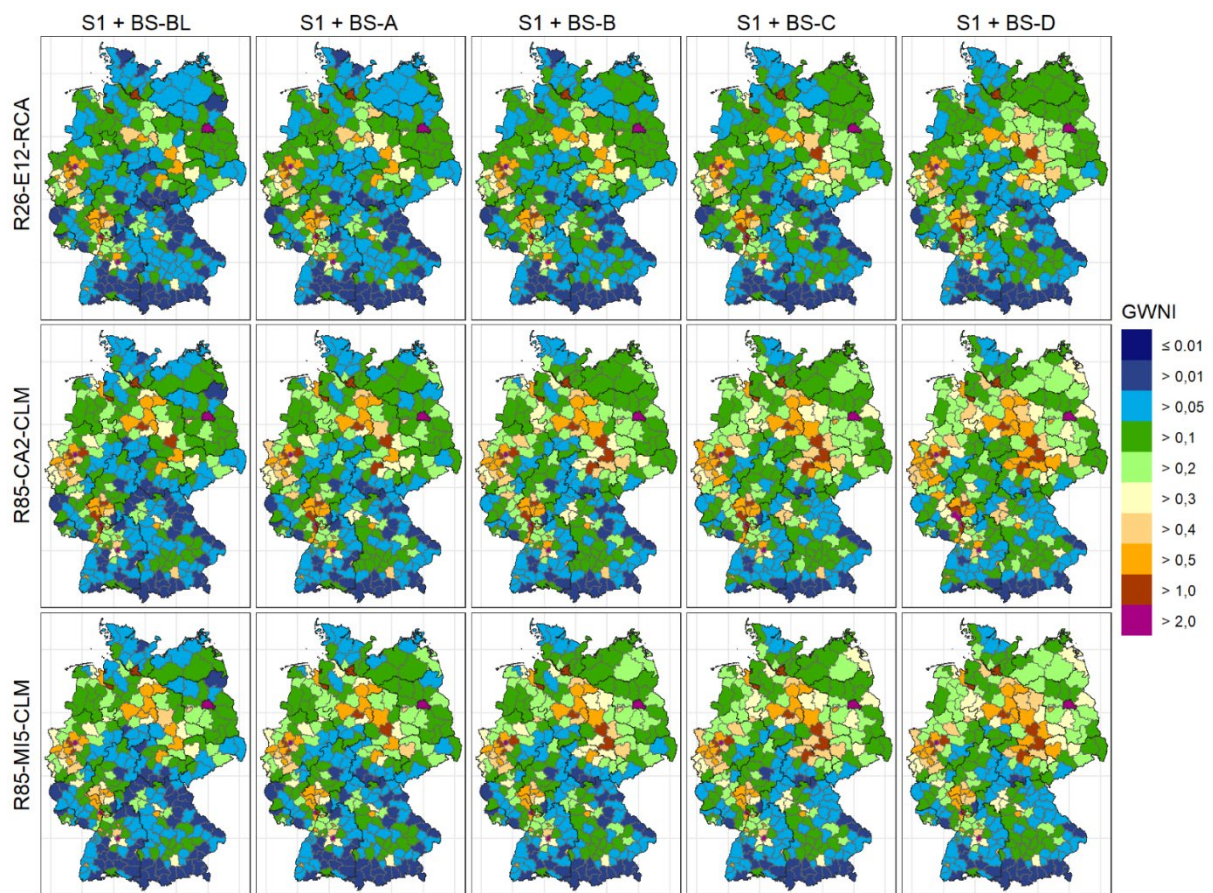 S1 + BS-BL
S1 + BS-A
S1 + BS-B
S1 + BS-C
S1 + BS-D
R26-E12-RCA
R85-CA2-CLM
R85-MI5-CLM
GWNI
≤ 0.01
> 0,01
> 0.05
> 0,1
> 0,2
> 0,3
> 0,4
> 0,5
> 1,0
> 2,0